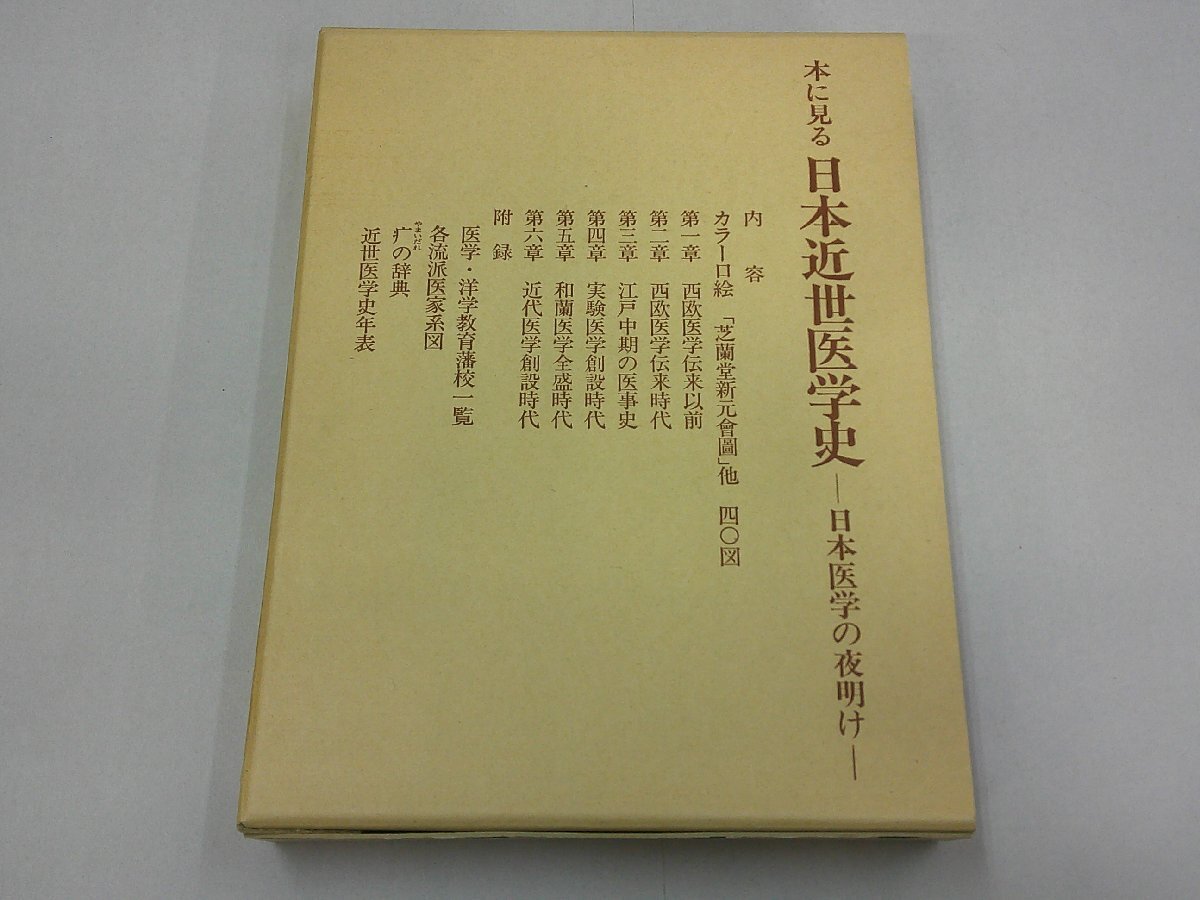 本に見る 日本近世医学史 ―日本医学の夜明け―
内容
カラー口絵 「芝蘭堂新元會圖」他 四〇図
第一章 西欧医学伝来以前
第二章 西欧医学伝来時代
第三章 江戸中期の医事史
第四章 実験医学創設時代
第五章 和蘭医学全盛時代
第六章 近代医学創設時代
附録
医学・洋学教育藩校一覧
各流派医家系図
やまいだれ
疒の辞典
近世医学史年表